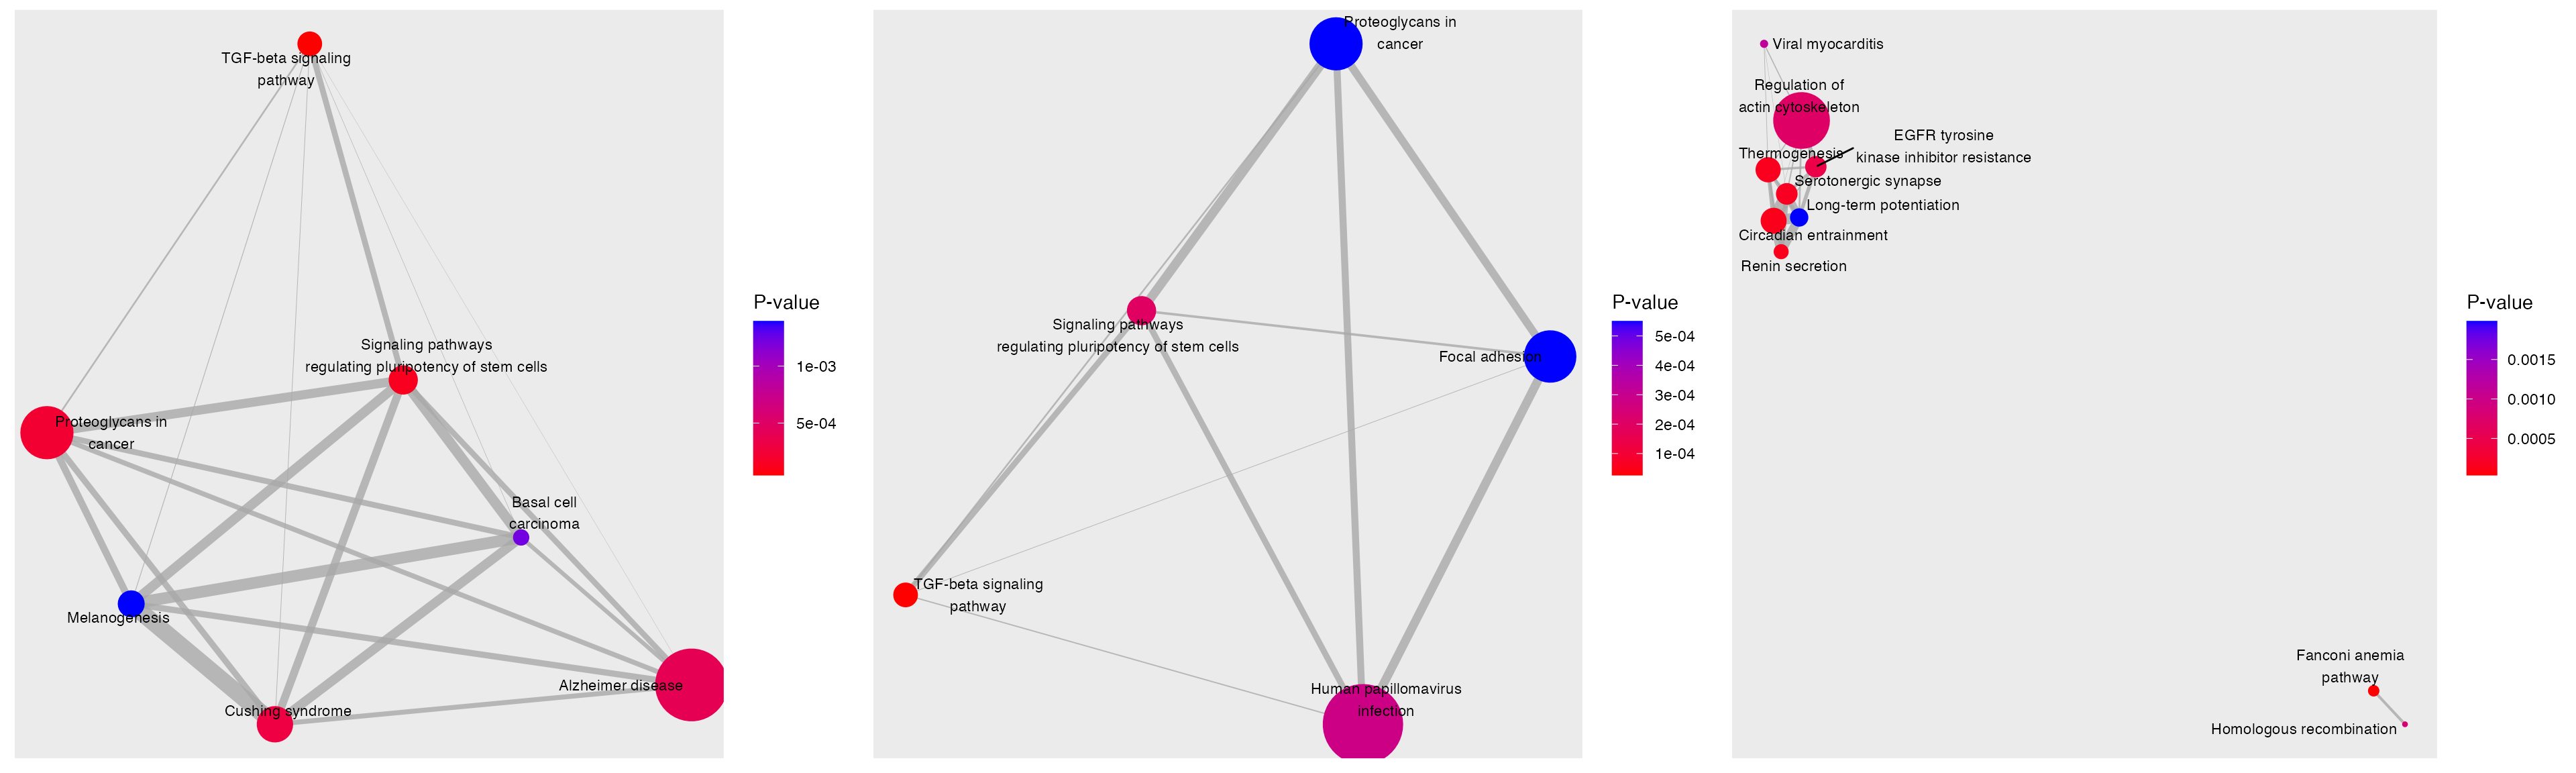 TGF-beta signaling
pathway
Signaling pathways
regulating pluripotency of stem cells
Proteoglycans in
cancer
Basal cell
carcinoma
Melanogenesis
Alzheimer disease
Cushing syndrome
P-value
1e-03
5e-04
Proteoglycans in
cancer
Signaling pathways
regulating pluripotency of stem cells
Focal adhesion
TGF-beta signaling
pathway
Human papillomavirus
infection
P-value
5e-04
4e-04
3e-04
2e-04
1e-04
Viral myocarditis
Regulation of
actin cytoskeleton
EGFR tyrosine
kinase inhibitor resistance
Thermogenesis
Serotonergic synapse
Long-term potentiation
Circadian entrainment
Renin secretion
Fanconi anemia
pathway
Homologous recombination
P-value
0.0015
0.0010
0.0005